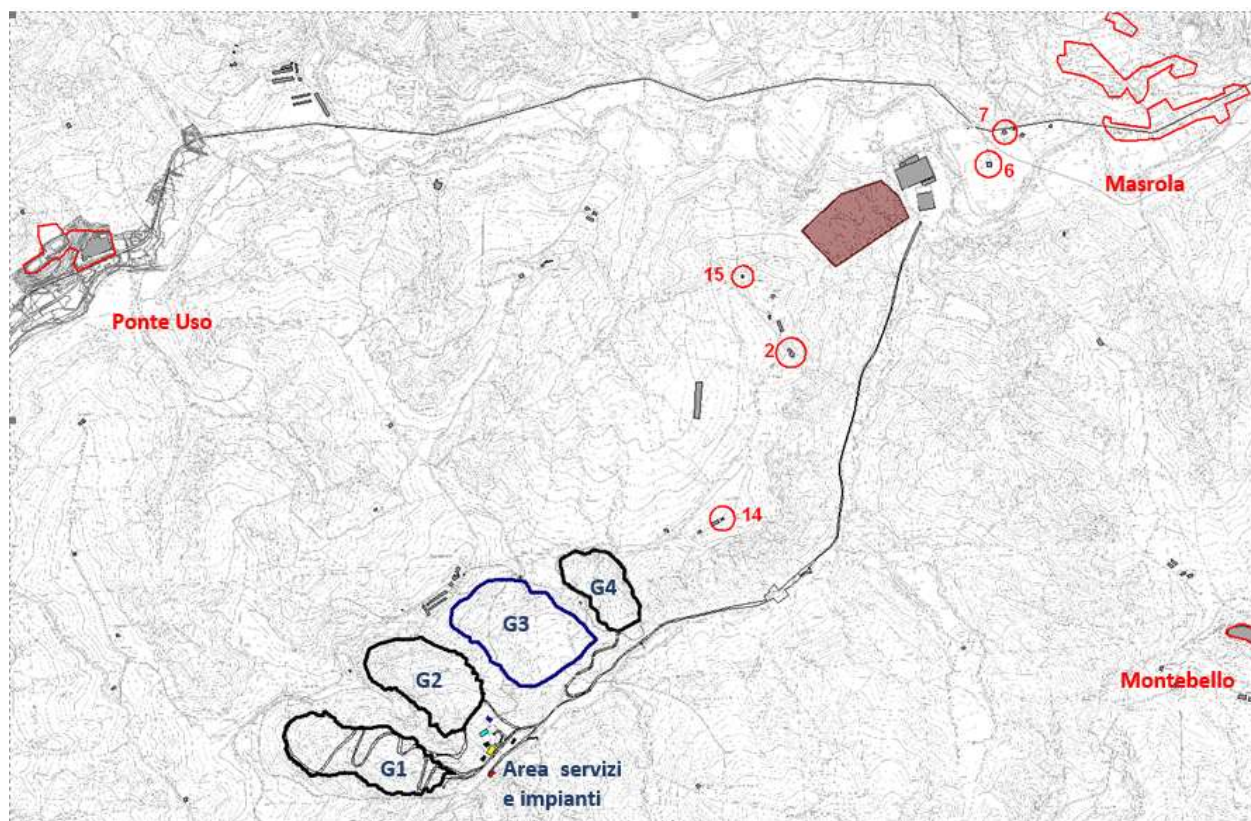 7
6
Masrola
15
Ponte Uso
2
14
G4
G3
G2
Montebello
G1
Area servizi
e impianti